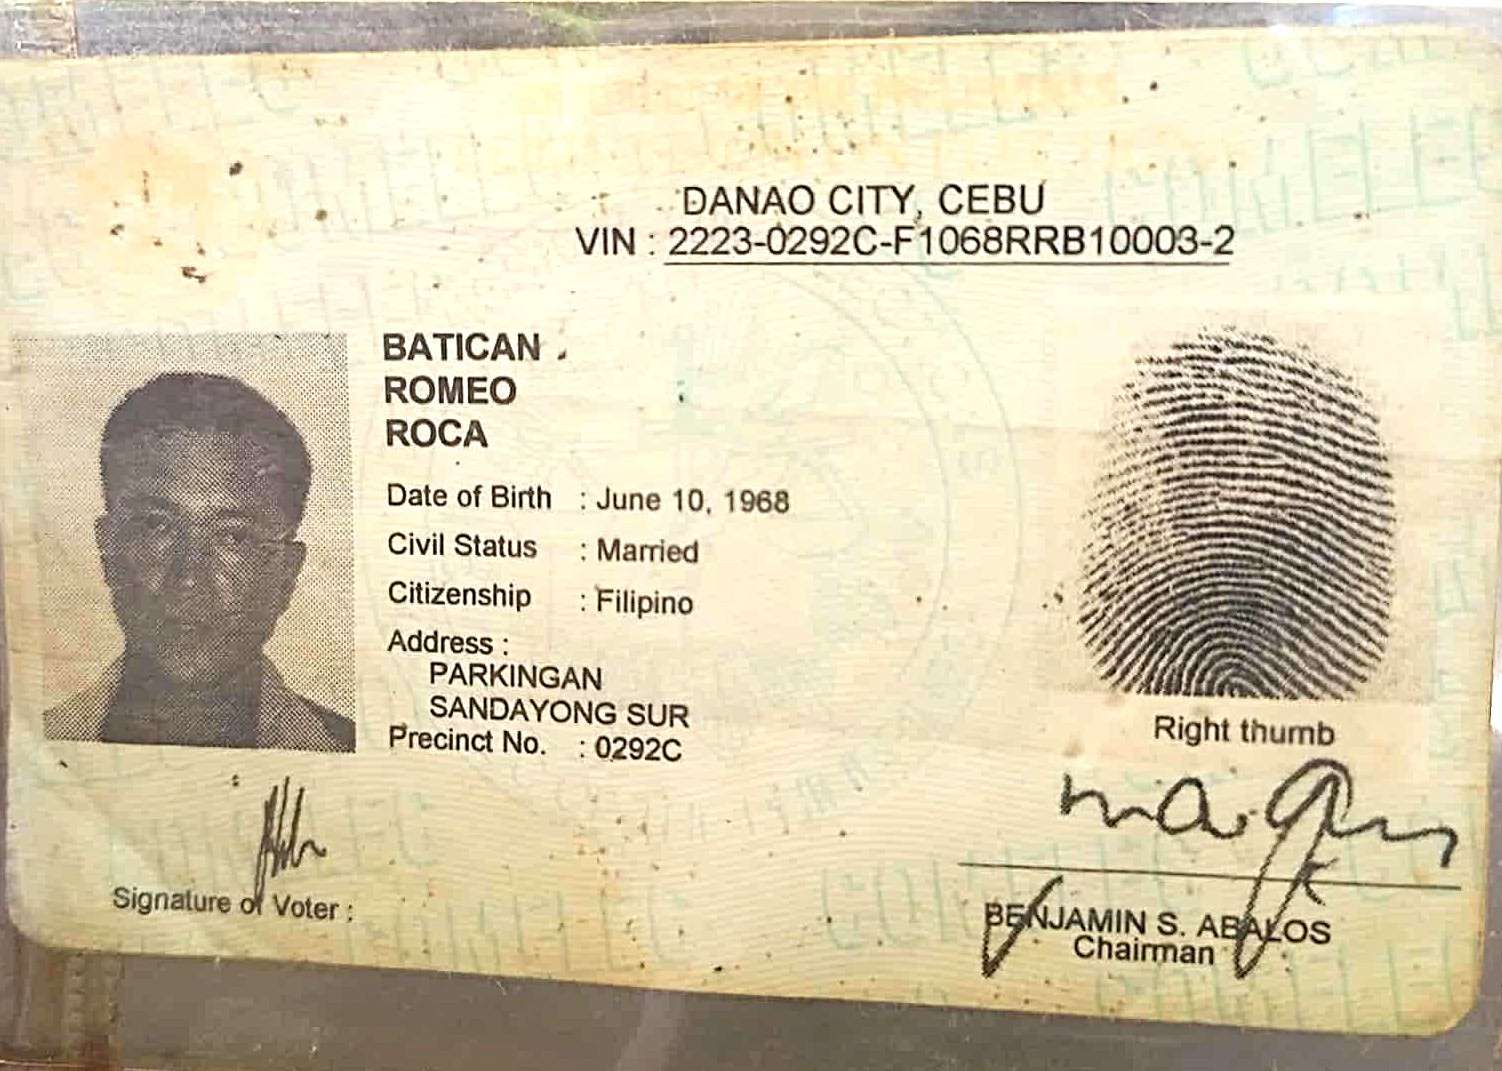 DANAO CITY, CEBU
VIN : 2223-0292C-F1068RRB10003-2
BATICAN
ROMEO
ROCA
Date of Birth : June 10, 1968
Civil Status : Married
Citizenship : Filipino
Address :
PARKINGAN
SANDAYONG SUR
Precinct No. : 0292C
Signature of Voter :
Right thumb
BENJAMIN S. ABALOS
Chairman